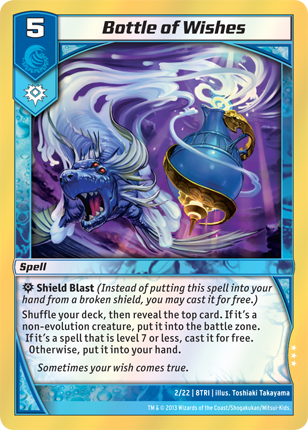 5
Bottle of Wishes
Spell
Shield Blast (Instead of putting this spell into your
hand from a broken shield, you may cast it for free.)
Shuffle your deck, then reveal the top card. If it's a
non-evolution creature, put it into the battle zone.
If it's a spell that is level 7 or less, cast it for free.
Otherwise, put it into your hand.
Sometimes your wish comes true.
2/22 | 8TRI | illus. Toshiaki Takayama
TM & © 2013 Wizards of the Coast/Shogakukan/Mitsui-Kids.